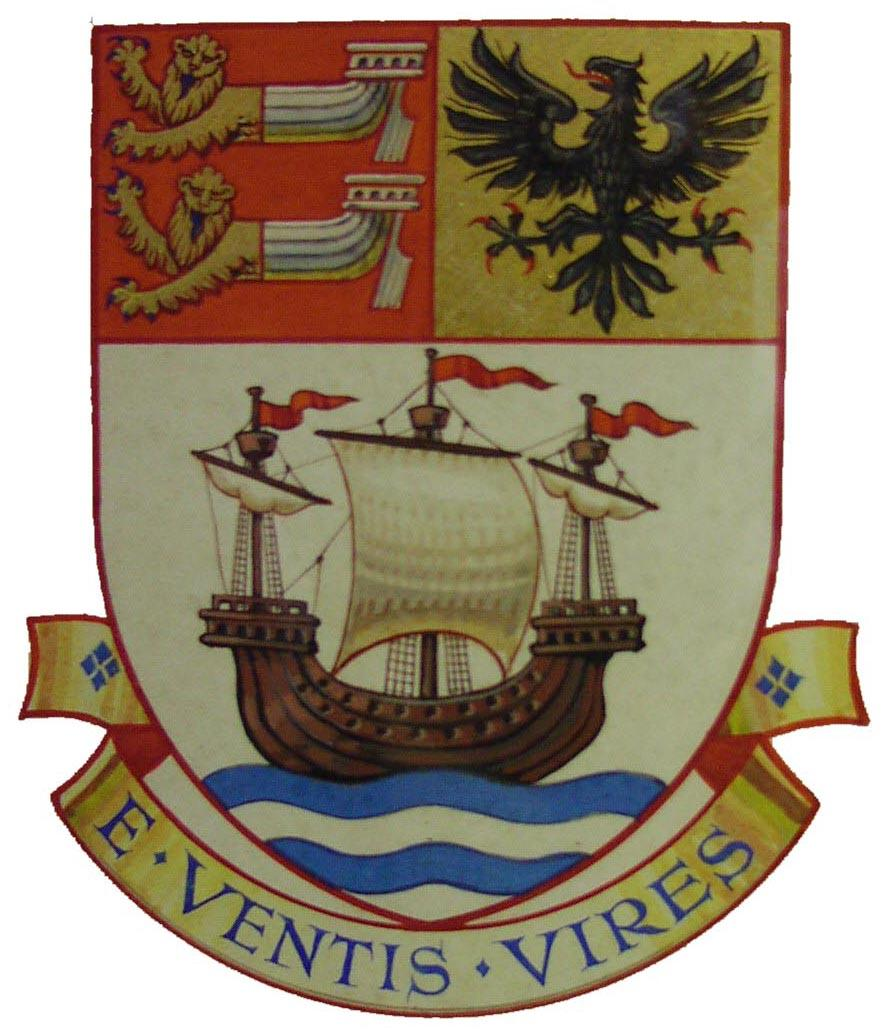 E · VENTIS · VIRES